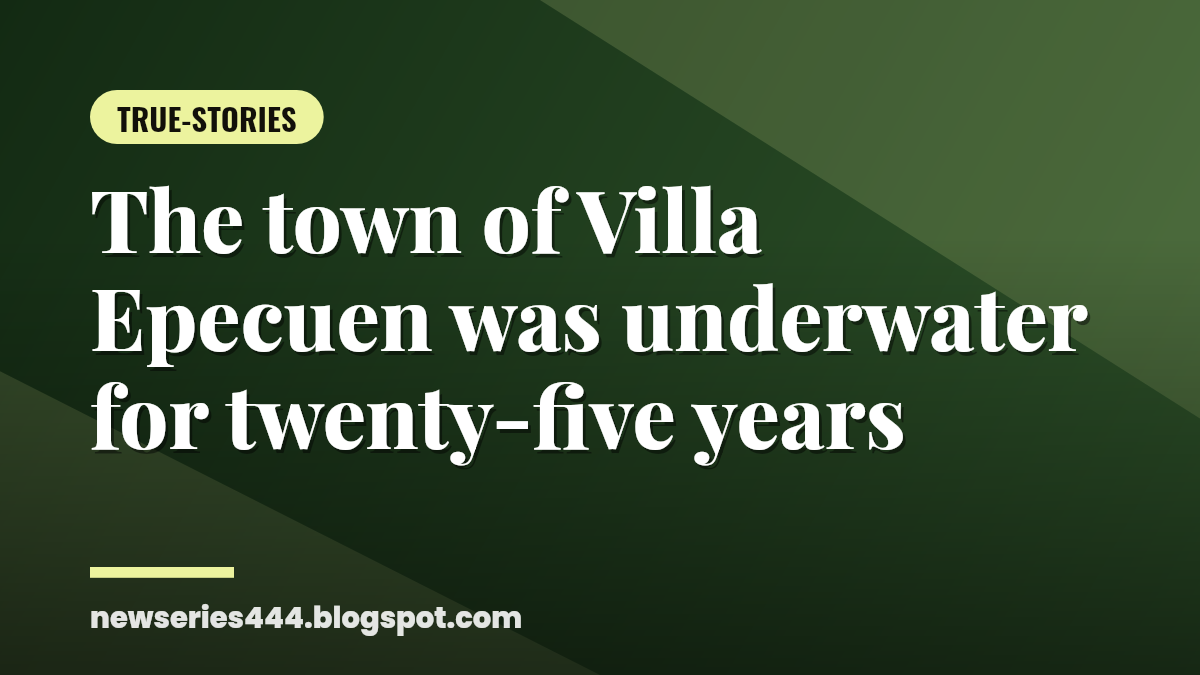 TRUE-STORIES
The town of Villa
Epecuen was underwater
for twenty-five years
newseries444.blogspot.com